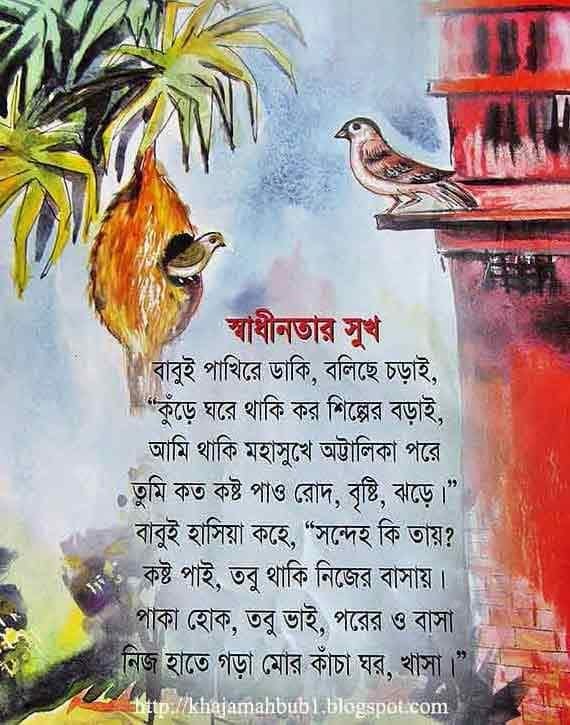 স্বাধীনতার সুখ
বাবুই পাখিরে ডাকি, বলিছে চড়াই,
“কুঁড়ে ঘরে থাকি কর শিল্পের বড়াই,
আমি থাকি মহাসুখে অট্টালিকা পরে
তুমি কত কষ্ট পাও রোদ, বৃষ্টি, ঝড়ে।”
বাবুই হাসিয়া কহে, “সন্দেহ কি তায়?
কষ্ট পাই, তবু থাকি নিজের বাসায়।
পাকা হোক, তবু ভাই, পরের ও বাসা
নিজ হাতে গড়া মোর কাঁচা ঘর, খাসা।”
http://khajamahbub1.blogspot.com